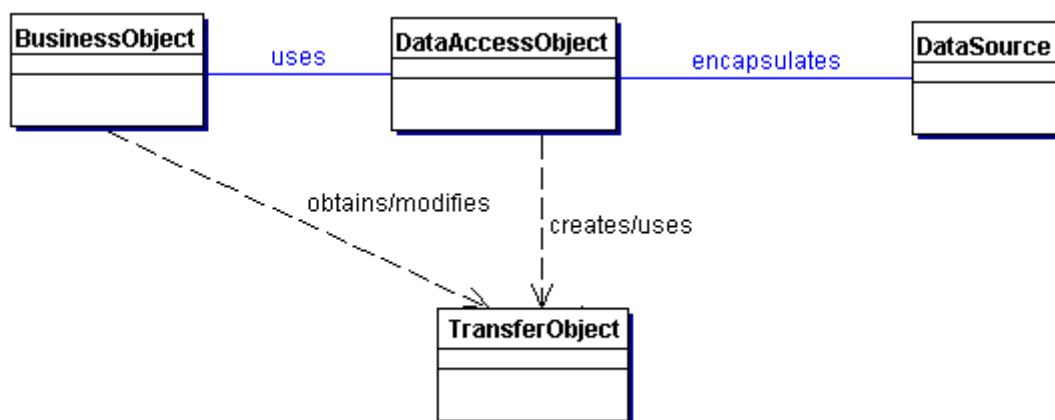 BusinessObject
uses
DataAccessObject
encapsulates
DataSource
obtains/modifies
creates/uses
TransferObject